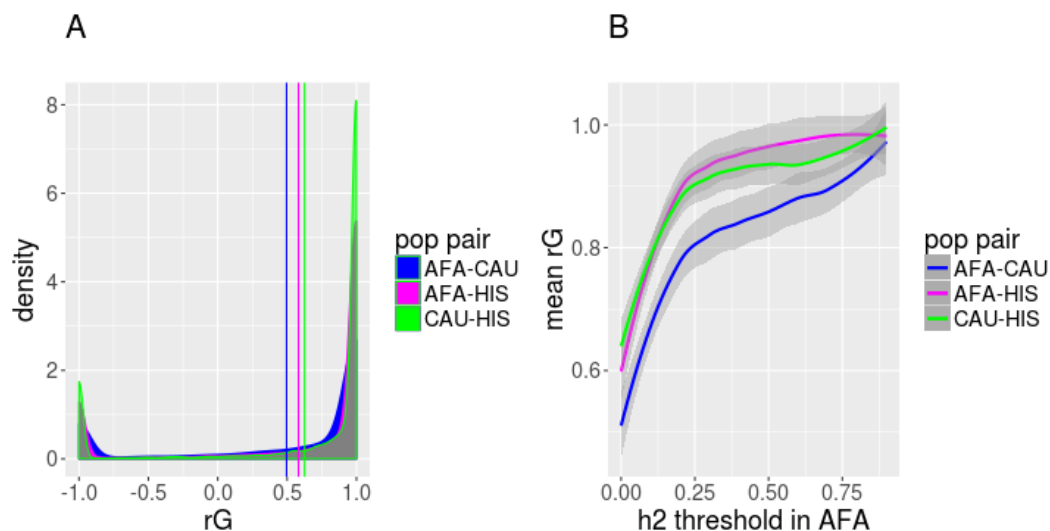 A
density
8
6
4
2
0
-1.0 -0.5 0.0 0.5 1.0
rG
pop pair
AFA-CAU
AFA-HIS
CAU-HIS
B
mean rG
1.0
0.8
0.6
0.00 0.25 0.50 0.75
h2 threshold in AFA
pop pair
AFA-CAU
AFA-HIS
CAU-HIS